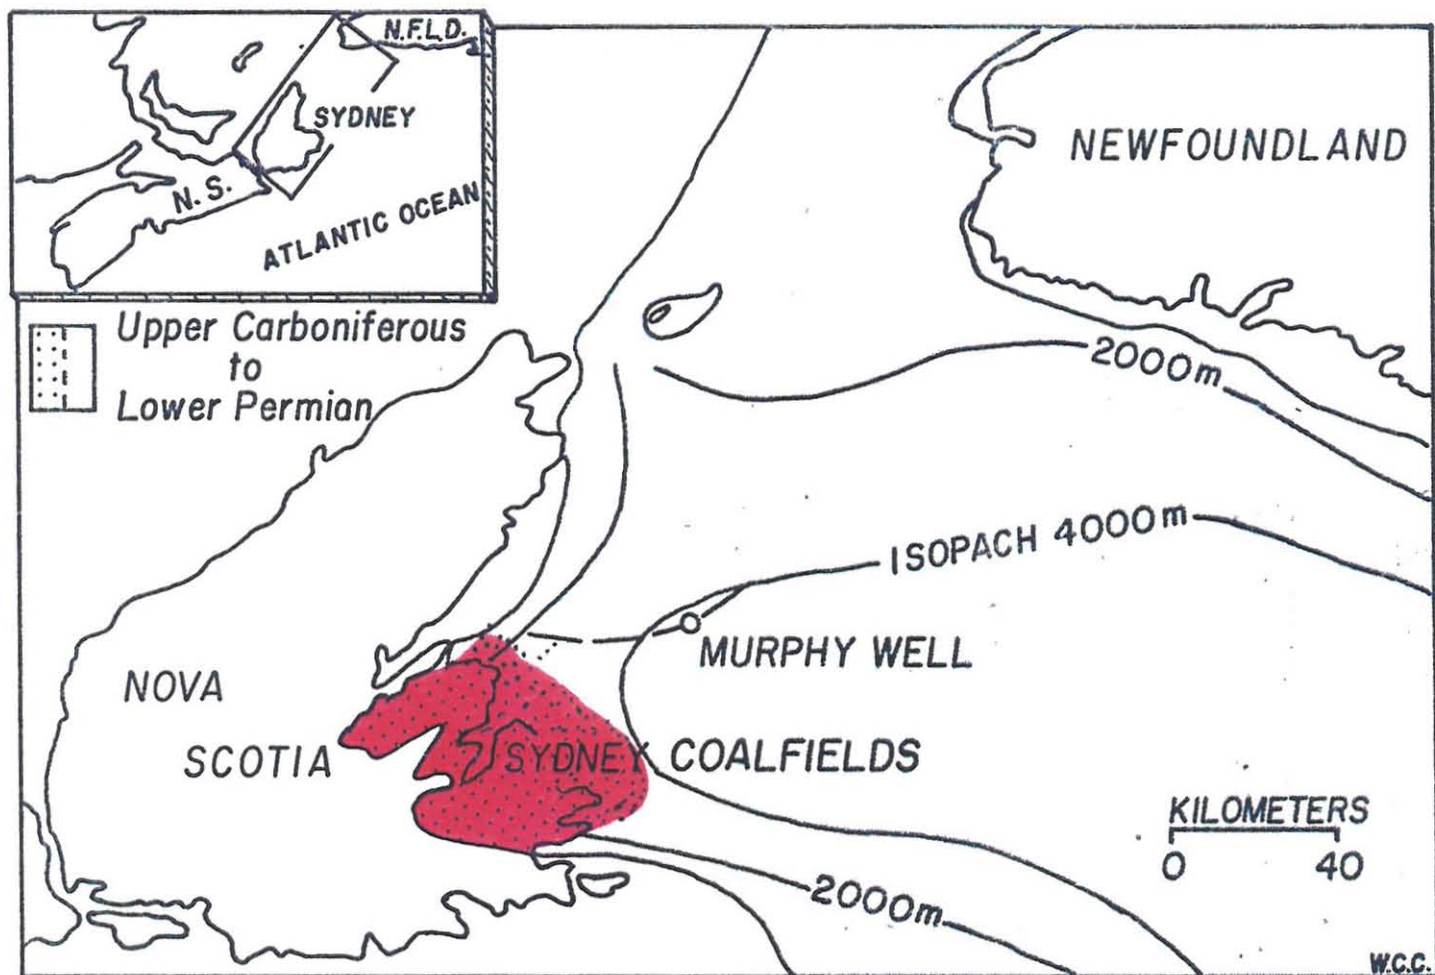 N.F.L.D.
SYDNEY
N. S.
ATLANTIC OCEAN
NEWFOUNDLAND
Upper Carboniferous
to
Lower Permian
2000m
ISOPACH 4000m
MURPHY WELL
NOVA
SCOTIA
SYDNEY COALFIELDS
KILOMETERS
0 40
2000m
W.C.C.